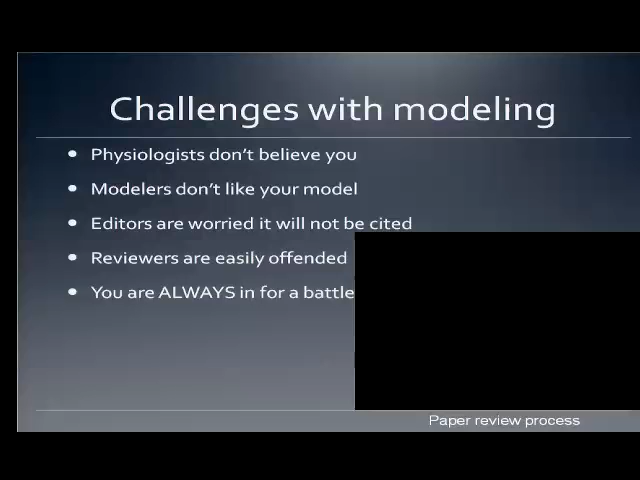 Challenges with modeling
Physiologists don't believe you
Modelers don't like your model
Editors are worried it will not be cited
Reviewers are easily offended
You are ALWAYS in for a battle
Paper review process